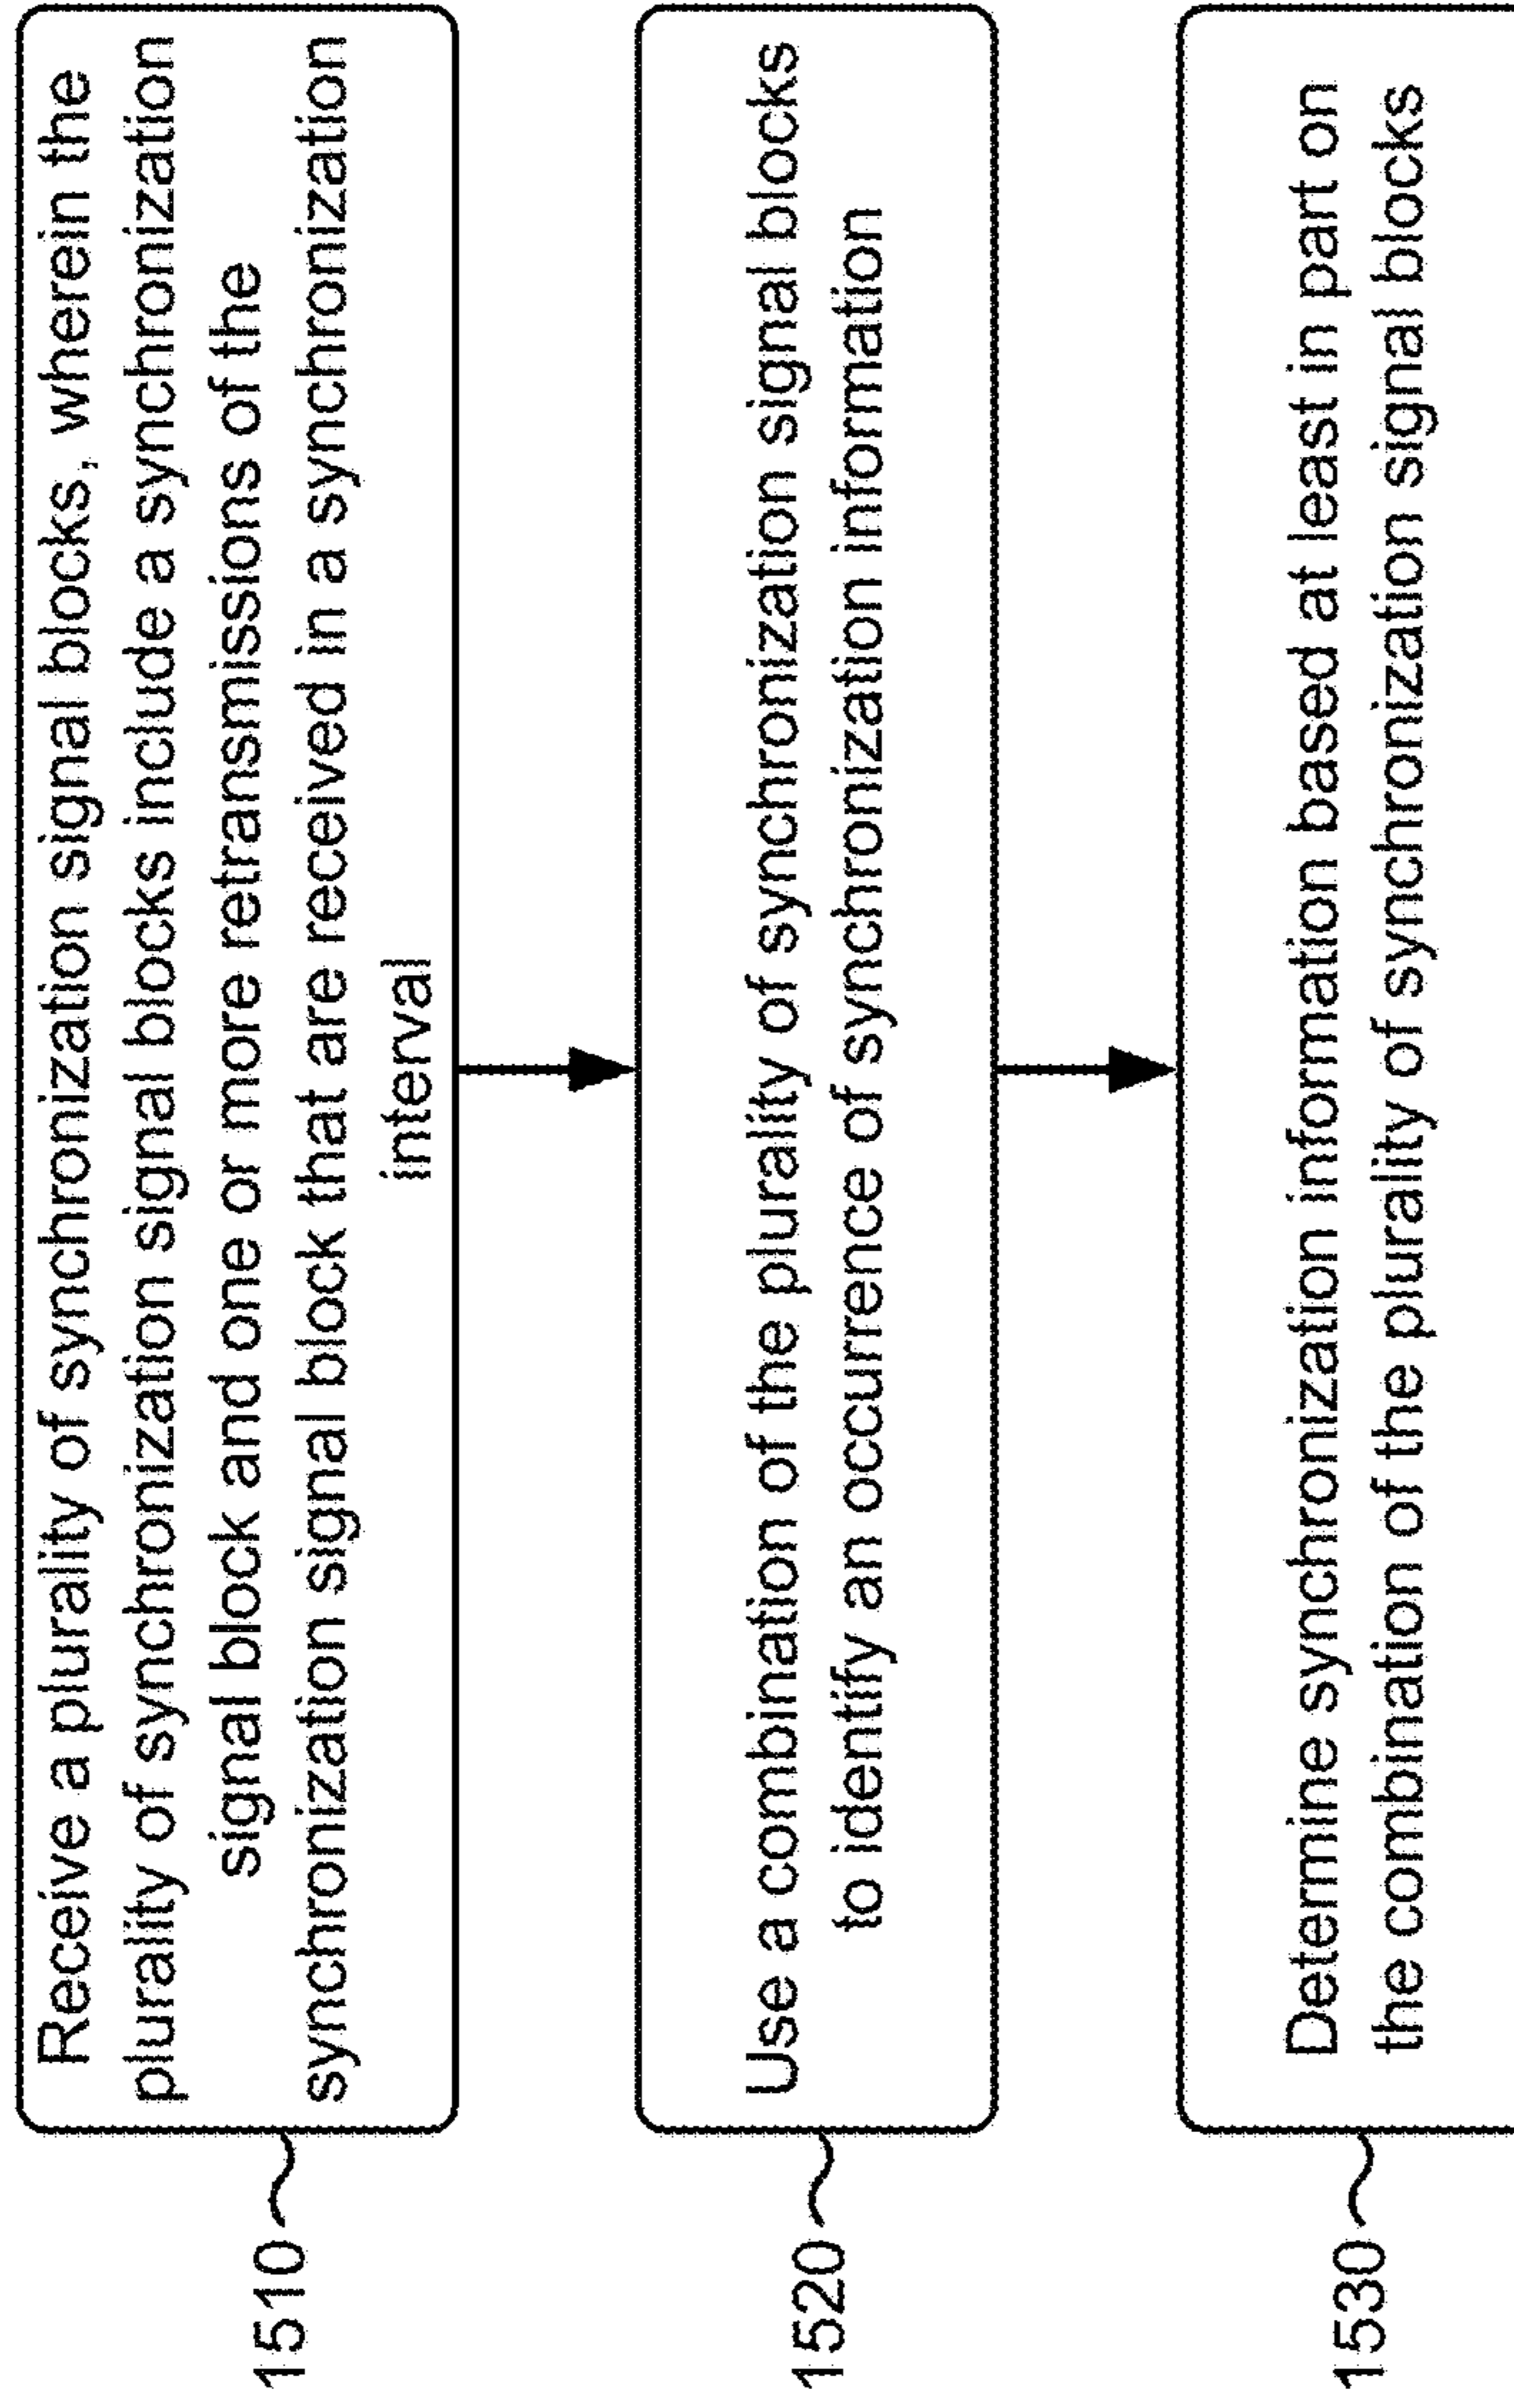 Receive a plurality of synchronization signal blocks, wherein the
plurality of synchronization signal blocks include a synchronization
signal block and one or more retransmissions of the
synchronization signal block that are received in a synchronization
interval
1510
Use a combination of the plurality of synchronization signal blocks
to identify an occurrence of synchronization information
1520
Determine synchronization information based at least in part on
the combination of the plurality of synchronization signal blocks
1530